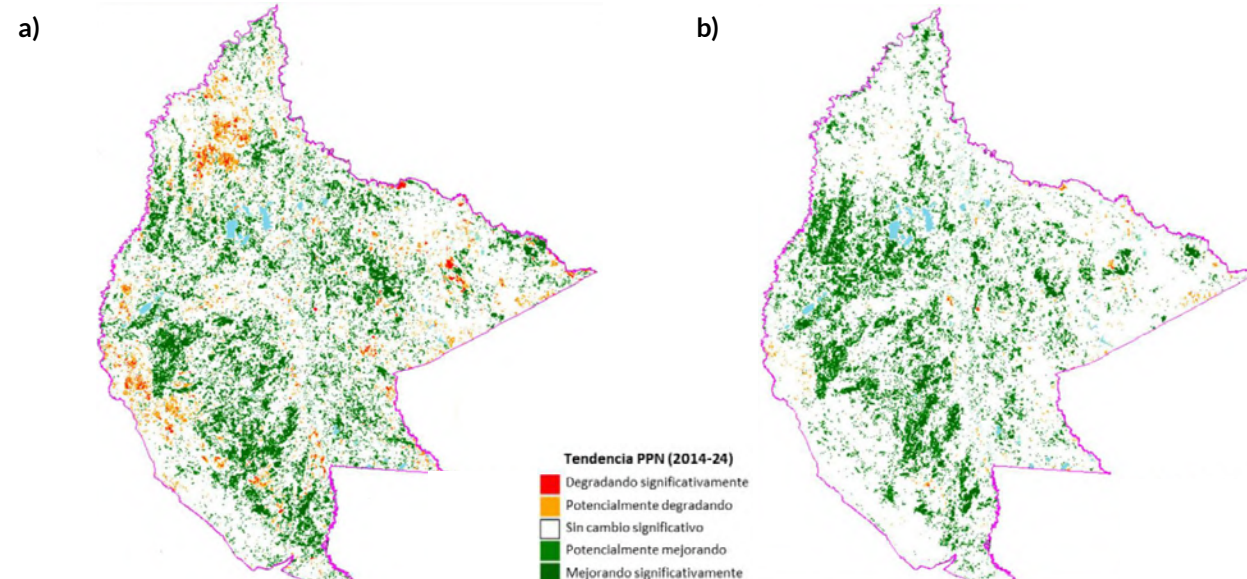 a)
b)
Tendencia PPN (2014-24)
Degradando significativamente
Potencialmente degradando
Sin cambio significativo
Potencialmente mejorando
Mejorando significativamente